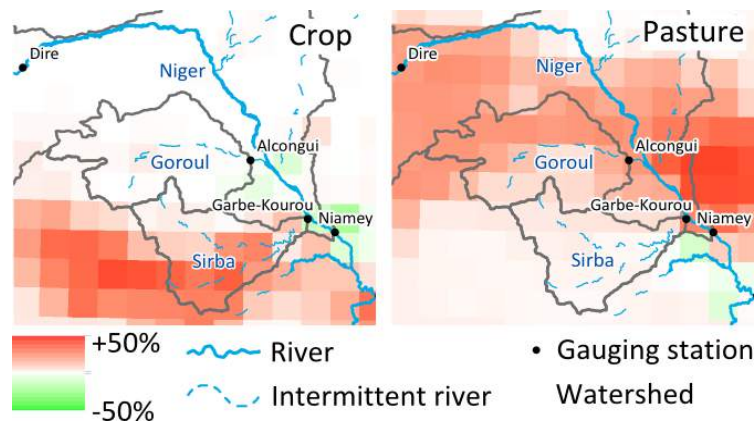 Crop
Dire
Niger
Alcongui
Goroul
Garbe-Kourou
Niamey
Sirba
Pasture
Dire
Niger
Alcongui
Goroul
Garbe-Kourou
Niamey
Sirba
+50%
-50%
River
Intermittent river
Gauging station
Watershed